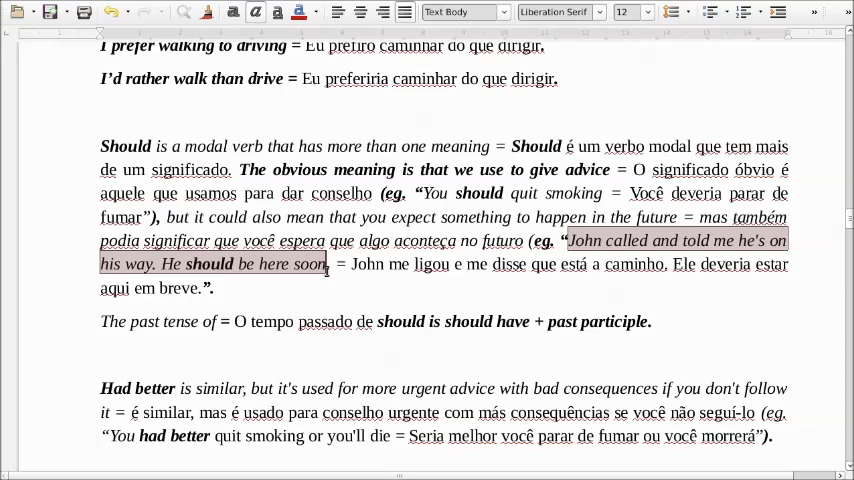 Text Body Liberation Serif 12
I prefer walking to driving = Eu prefiro caminhar do que dirigir.
I'd rather walk than drive = Eu preferiria caminhar do que dirigir.
Should is a modal verb that has more than one meaning = Should é um verbo modal que tem mais
de um significado. The obvious meaning is that we use to give advice = O significado óbvio é
aquele que usamos para dar conselho (eg, “You should quit smoking = Você deveria parar de
fumar”), but it could also mean that you expect something to happen in the future = mas também
podia significar que você espera que algo aconteça no futuro (eg. “John called and told me he's on
his way. He should be here soon. = John me ligou e me disse que está a caminho. Ele deveria estar
aqui em breve.”.
The past tense of = O tempo passado de should is should have + past participle.
Had better is similar, but it's used for more urgent advice with bad consequences if you don't follow
it = é similar, mas é usado para conselho urgente com más consequências se você não seguí-lo (eg,
“You had better quit smoking or you'll die = Seria melhor você parar de fumar ou você morrerá”).